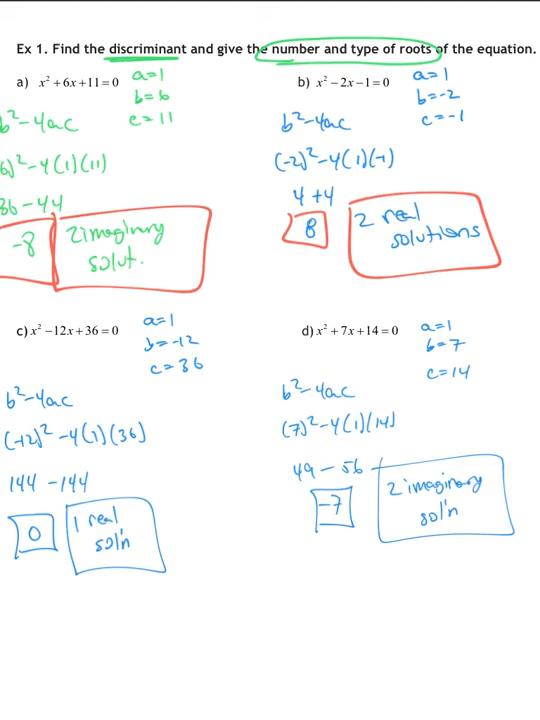 Ex 1. Find the discriminant and give the number and type of roots of the equation.
a) x² + 6x + 11 = 0
a=1
b=6
c=11
b²-4ac
6)²-4(1)(11)
36-44
-8
2 imaginary
solut.
b) x² - 2x - 1 = 0
a=1
b=-2
c=-1
b²-4ac
(-2)²-4(1)(-1)
4+4
8
2 real
solutions
c) x² - 12x + 36 = 0
a=1
b=-12
c=36
b²-4ac
(-12)²-4(1)(36)
144-144
0
1 real
sol'n
d) x² + 7x + 14 = 0
a=1
b=7
c=14
b²-4ac
(7)²-4(1)(14)
49-56
-7
2 imaginary
sol'n